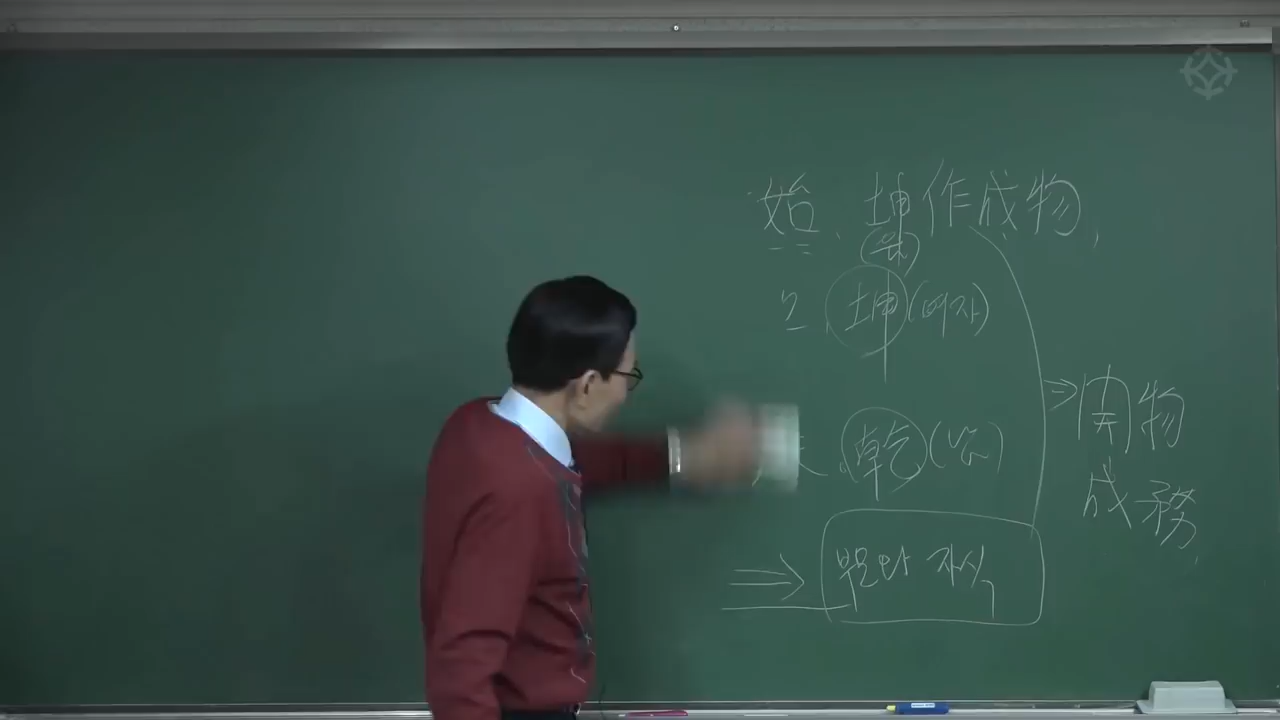 始、坤作成物,
坤(여자)
乾(남)
⇒ 開物
成務
⇒ 부모와 자식